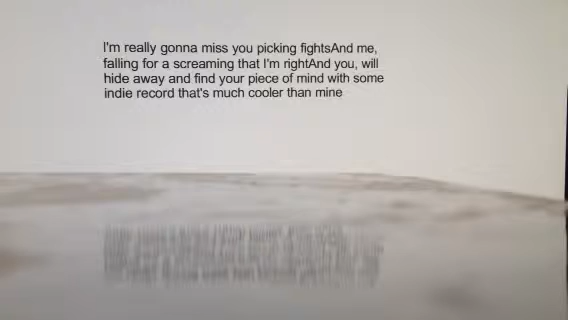 I'm really gonna miss you picking fightsAnd me,
falling for a screaming that I'm rightAnd you, will
hide away and find your piece of mind with some
indie record that's much cooler than mine